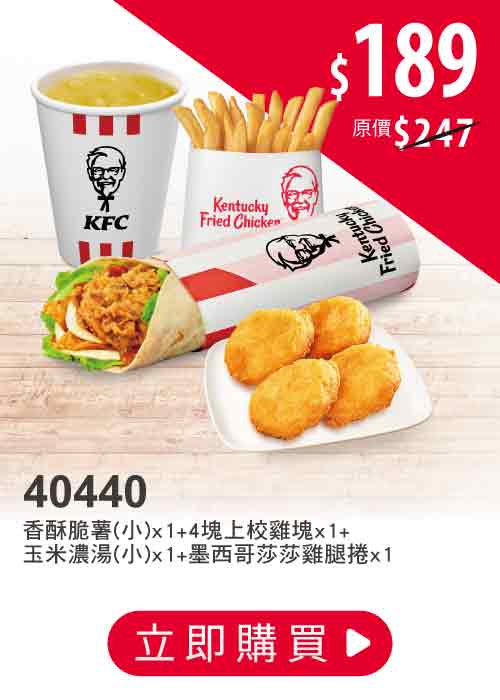 $189
原價$247
Kentucky
Fried Chicken
KFC
Kentucky
Fried Chicken
40440
香酥脆薯(小)x1+4塊上校雞塊x1+
玉米濃湯(小)x1+墨西哥莎莎雞腿捲x1
立即購買